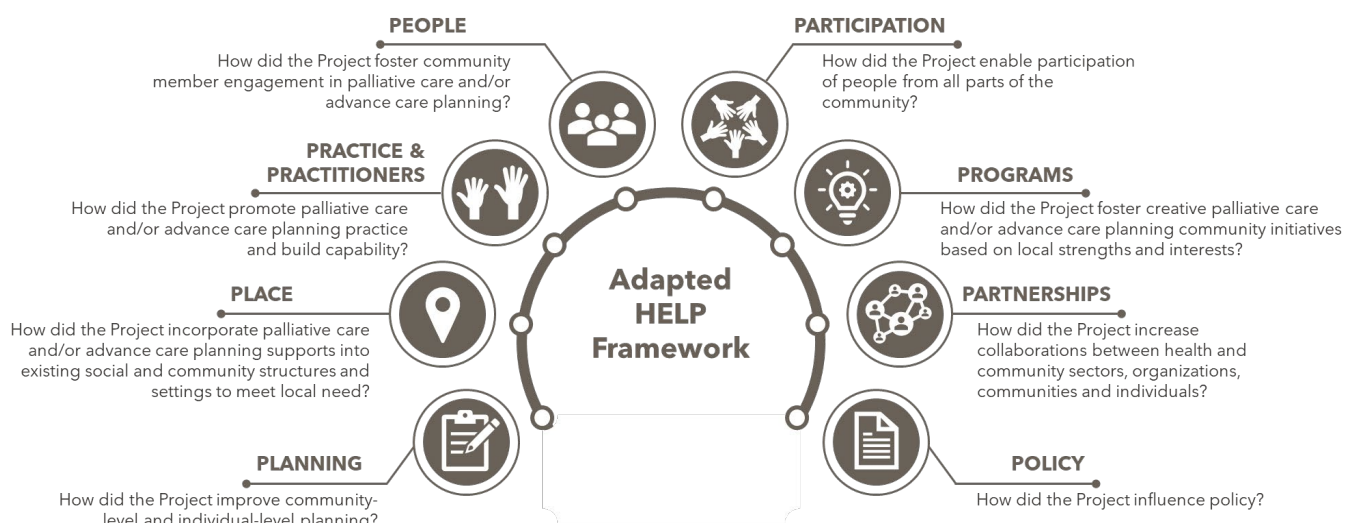 PEOPLE
How did the Project foster community
member engagement in palliative care and/or
advance care planning?
PARTICIPATION
How did the Project enable participation
of people from all parts of the
community?
PRACTICE &
PRACTITIONERS
How did the Project promote palliative care
and/or advance care planning practice
and build capability?
PROGRAMS
How did the Project foster creative palliative care
and/or advance care planning community initiatives
based on local strengths and interests?
Adapted
HELP
Framework
PLACE
How did the Project incorporate palliative care
and/or advance care planning supports into
existing social and community structures and
settings to meet local need?
PARTNERSHIPS
How did the Project increase
collaborations between health and
community sectors, organizations,
communities and individuals?
PLANNING
How did the Project improve community-
level and individual-level planning?
POLICY
How did the Project influence policy?